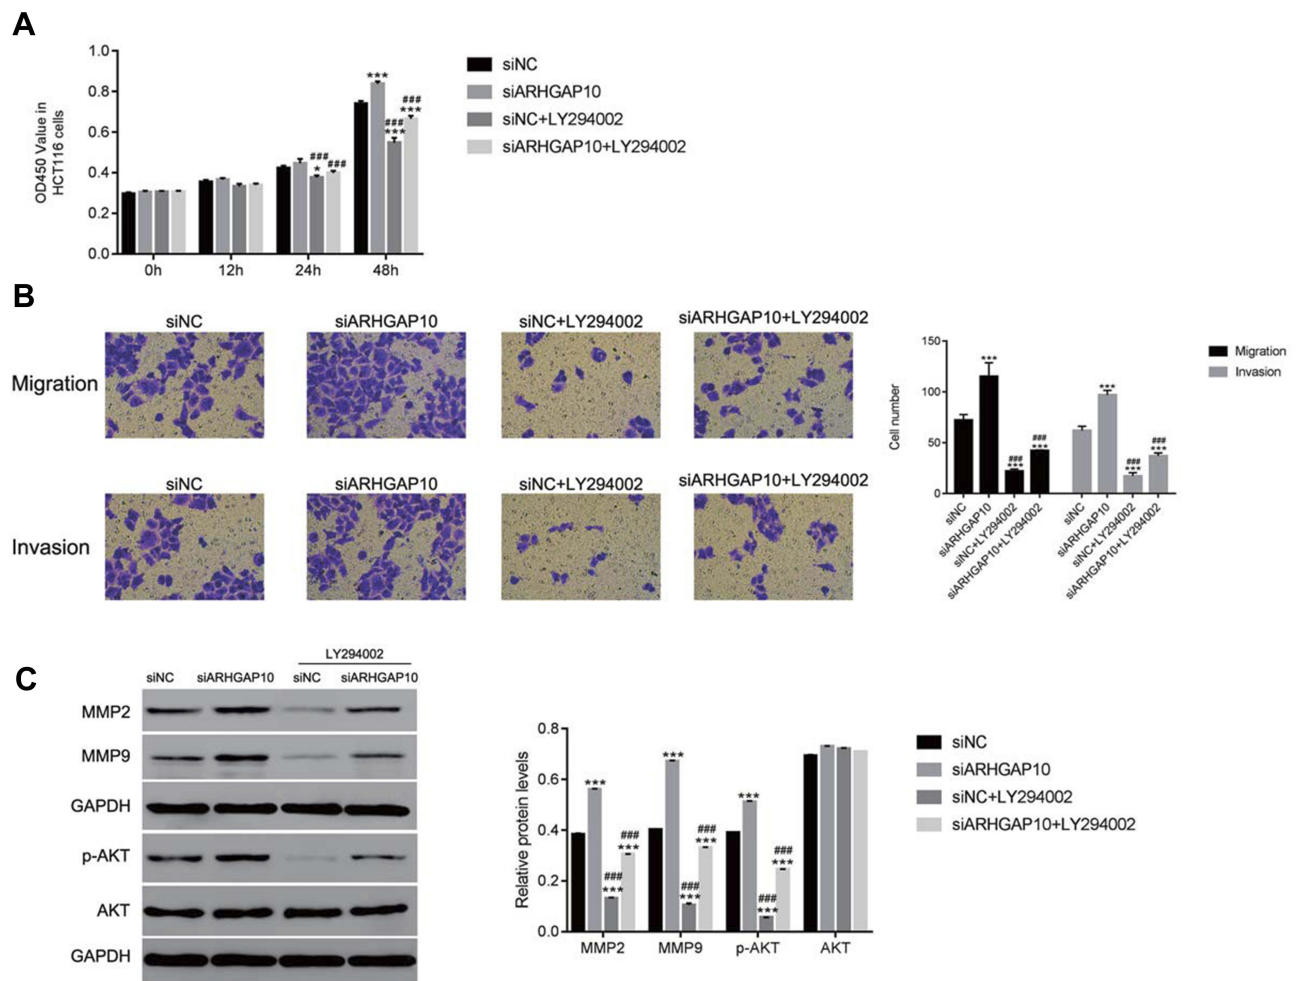 A
OD450 Value in
HCT116 cells
1.0
0.8
0.6
0.4
0.2
0.0
0h
12h
24h
48h
###
*
###
***
###
***
###
***
siNC
siARHGAP10
siNC+LY294002
siARHGAP10+LY294002
B
siNC
siARHGAP10
siNC+LY294002
siARHGAP10+LY294002
Migration
siNC
siARHGAP10
siNC+LY294002
siARHGAP10+LY294002
Invasion
Cell number
150
100
50
0
***
###
***
###
***
***
###
***
###
***
siNC
siARHGAP10
siNC+LY294002
siARHGAP10+LY294002
siNC
siARHGAP10
siNC+LY294002
siARHGAP10+LY294002
Migration
Invasion
C
LY294002
siNC
siARHGAP10
siNC
siARHGAP10
MMP2
MMP9
GAPDH
p-AKT
AKT
GAPDH
Relative protein levels
0.8
0.6
0.4
0.2
0.0
***
###
***
###
***
***
###
***
###
***
***
###
***
###
***
MMP2
MMP9
p-AKT
AKT
siNC
siARHGAP10
siNC+LY294002
siARHGAP10+LY294002